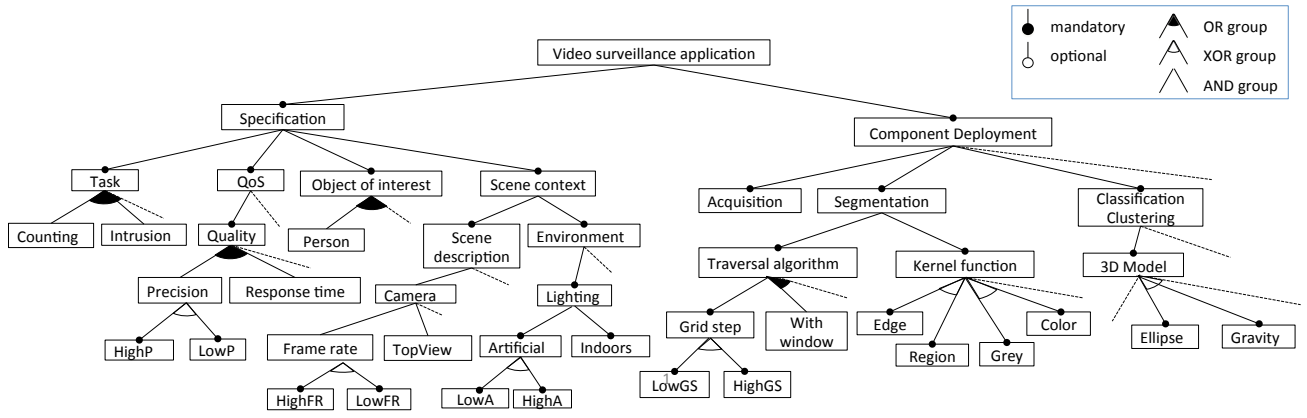 mandatory
OR group
optional
XOR group
AND group
Video surveillance application
Specification
Component Deployment
Task
QoS
Object of interest
Scene context
Acquisition
Segmentation
Classification
Clustering
Counting
Intrusion
Quality
Person
Scene
description
Environment
Traversal algorithm
Kernel function
3D Model
Precision
Response time
Camera
Lighting
Grid step
With
window
Edge
Region
Grey
Color
Ellipse
Gravity
HighP
LowP
Frame rate
TopView
Artificial
Indoors
LowGS
1
HighGS
HighFR
LowFR
LowA
HighA